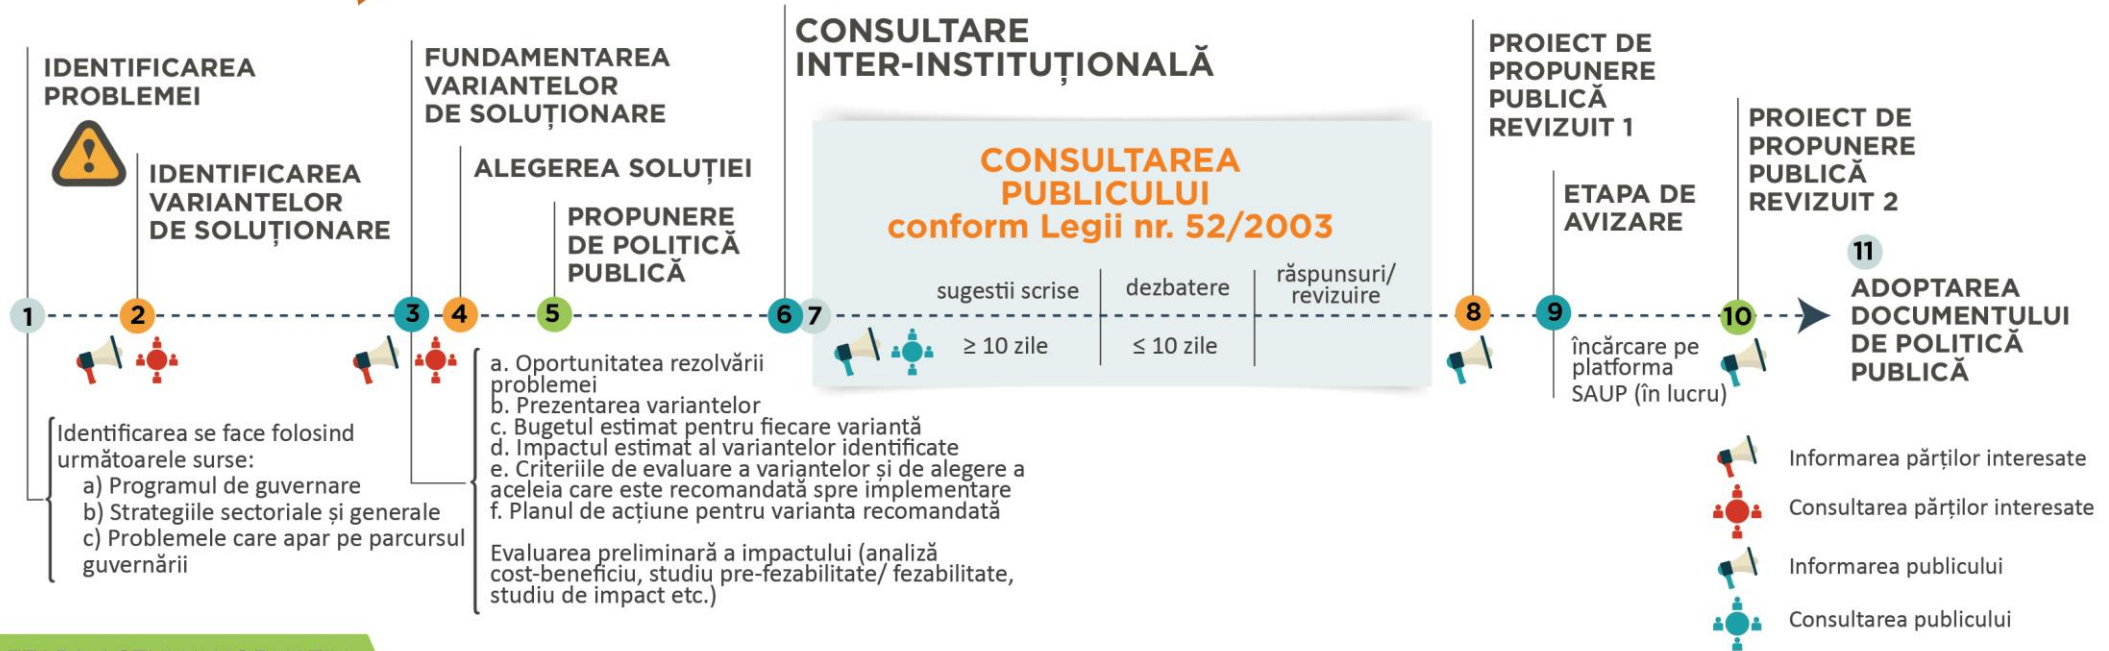 IDENTIFICAREA
PROBLEMEI
IDENTIFICAREA
VARIANTELOR
DE SOLUȚIONARE
FUNDAMENTAREA
VARIANTELOR
DE SOLUȚIONARE
ALEGEREA SOLUȚIEI
PROPUNERE
DE POLITICĂ
PUBLICĂ
CONSULTARE
INTER-INSTITUȚIONALĂ
CONSULTAREA
PUBLICULUI
conform Legii nr. 52/2003
sugestii scrise
dezbatere
răspunsuri/
revizuire
≥ 10 zile
≤ 10 zile
PROIECT DE
PROPUNERE
PUBLICĂ
REVIZUIT 1
ETAPA DE
AVIZARE
PROIECT DE
PROPUNERE
PUBLICĂ
REVIZUIT 2
11
ADOPTAREA
DOCUMENTULUI
DE POLITICĂ
PUBLICĂ
1
2
3
4
5
6
7
8
9
10
încărcare pe
platforma
SAUP (în lucru)
Identificarea se face folosind
următoarele surse:
a) Programul de guvernare
b) Strategiile sectoriale și generale
c) Problemele care apar pe parcursul
guvernării
a. Oportunitatea rezolvării
problemei
b. Prezentarea variantelor
c. Bugetul estimat pentru fiecare variantă
d. Impactul estimat al variantelor identificate
e. Criteriile de evaluare a variantelor și de alegere a
aceleia care este recomandată spre implementare
f. Planul de acțiune pentru varianta recomandată
Evaluarea preliminară a impactului (analiză
cost-beneficiu, studiu pre-fezabilitate/ fezabilitate,
studiu de impact etc.)
Informarea părților interesate
Consultarea părților interesate
Informarea publicului
Consultarea publicului